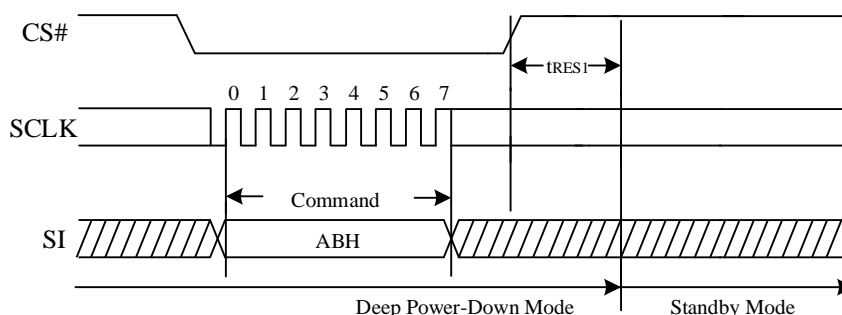 CS#
tRES1
0 1 2 3 4 5 6 7
SCLK
Command
SI
ABH
Deep Power-Down Mode
Standby Mode